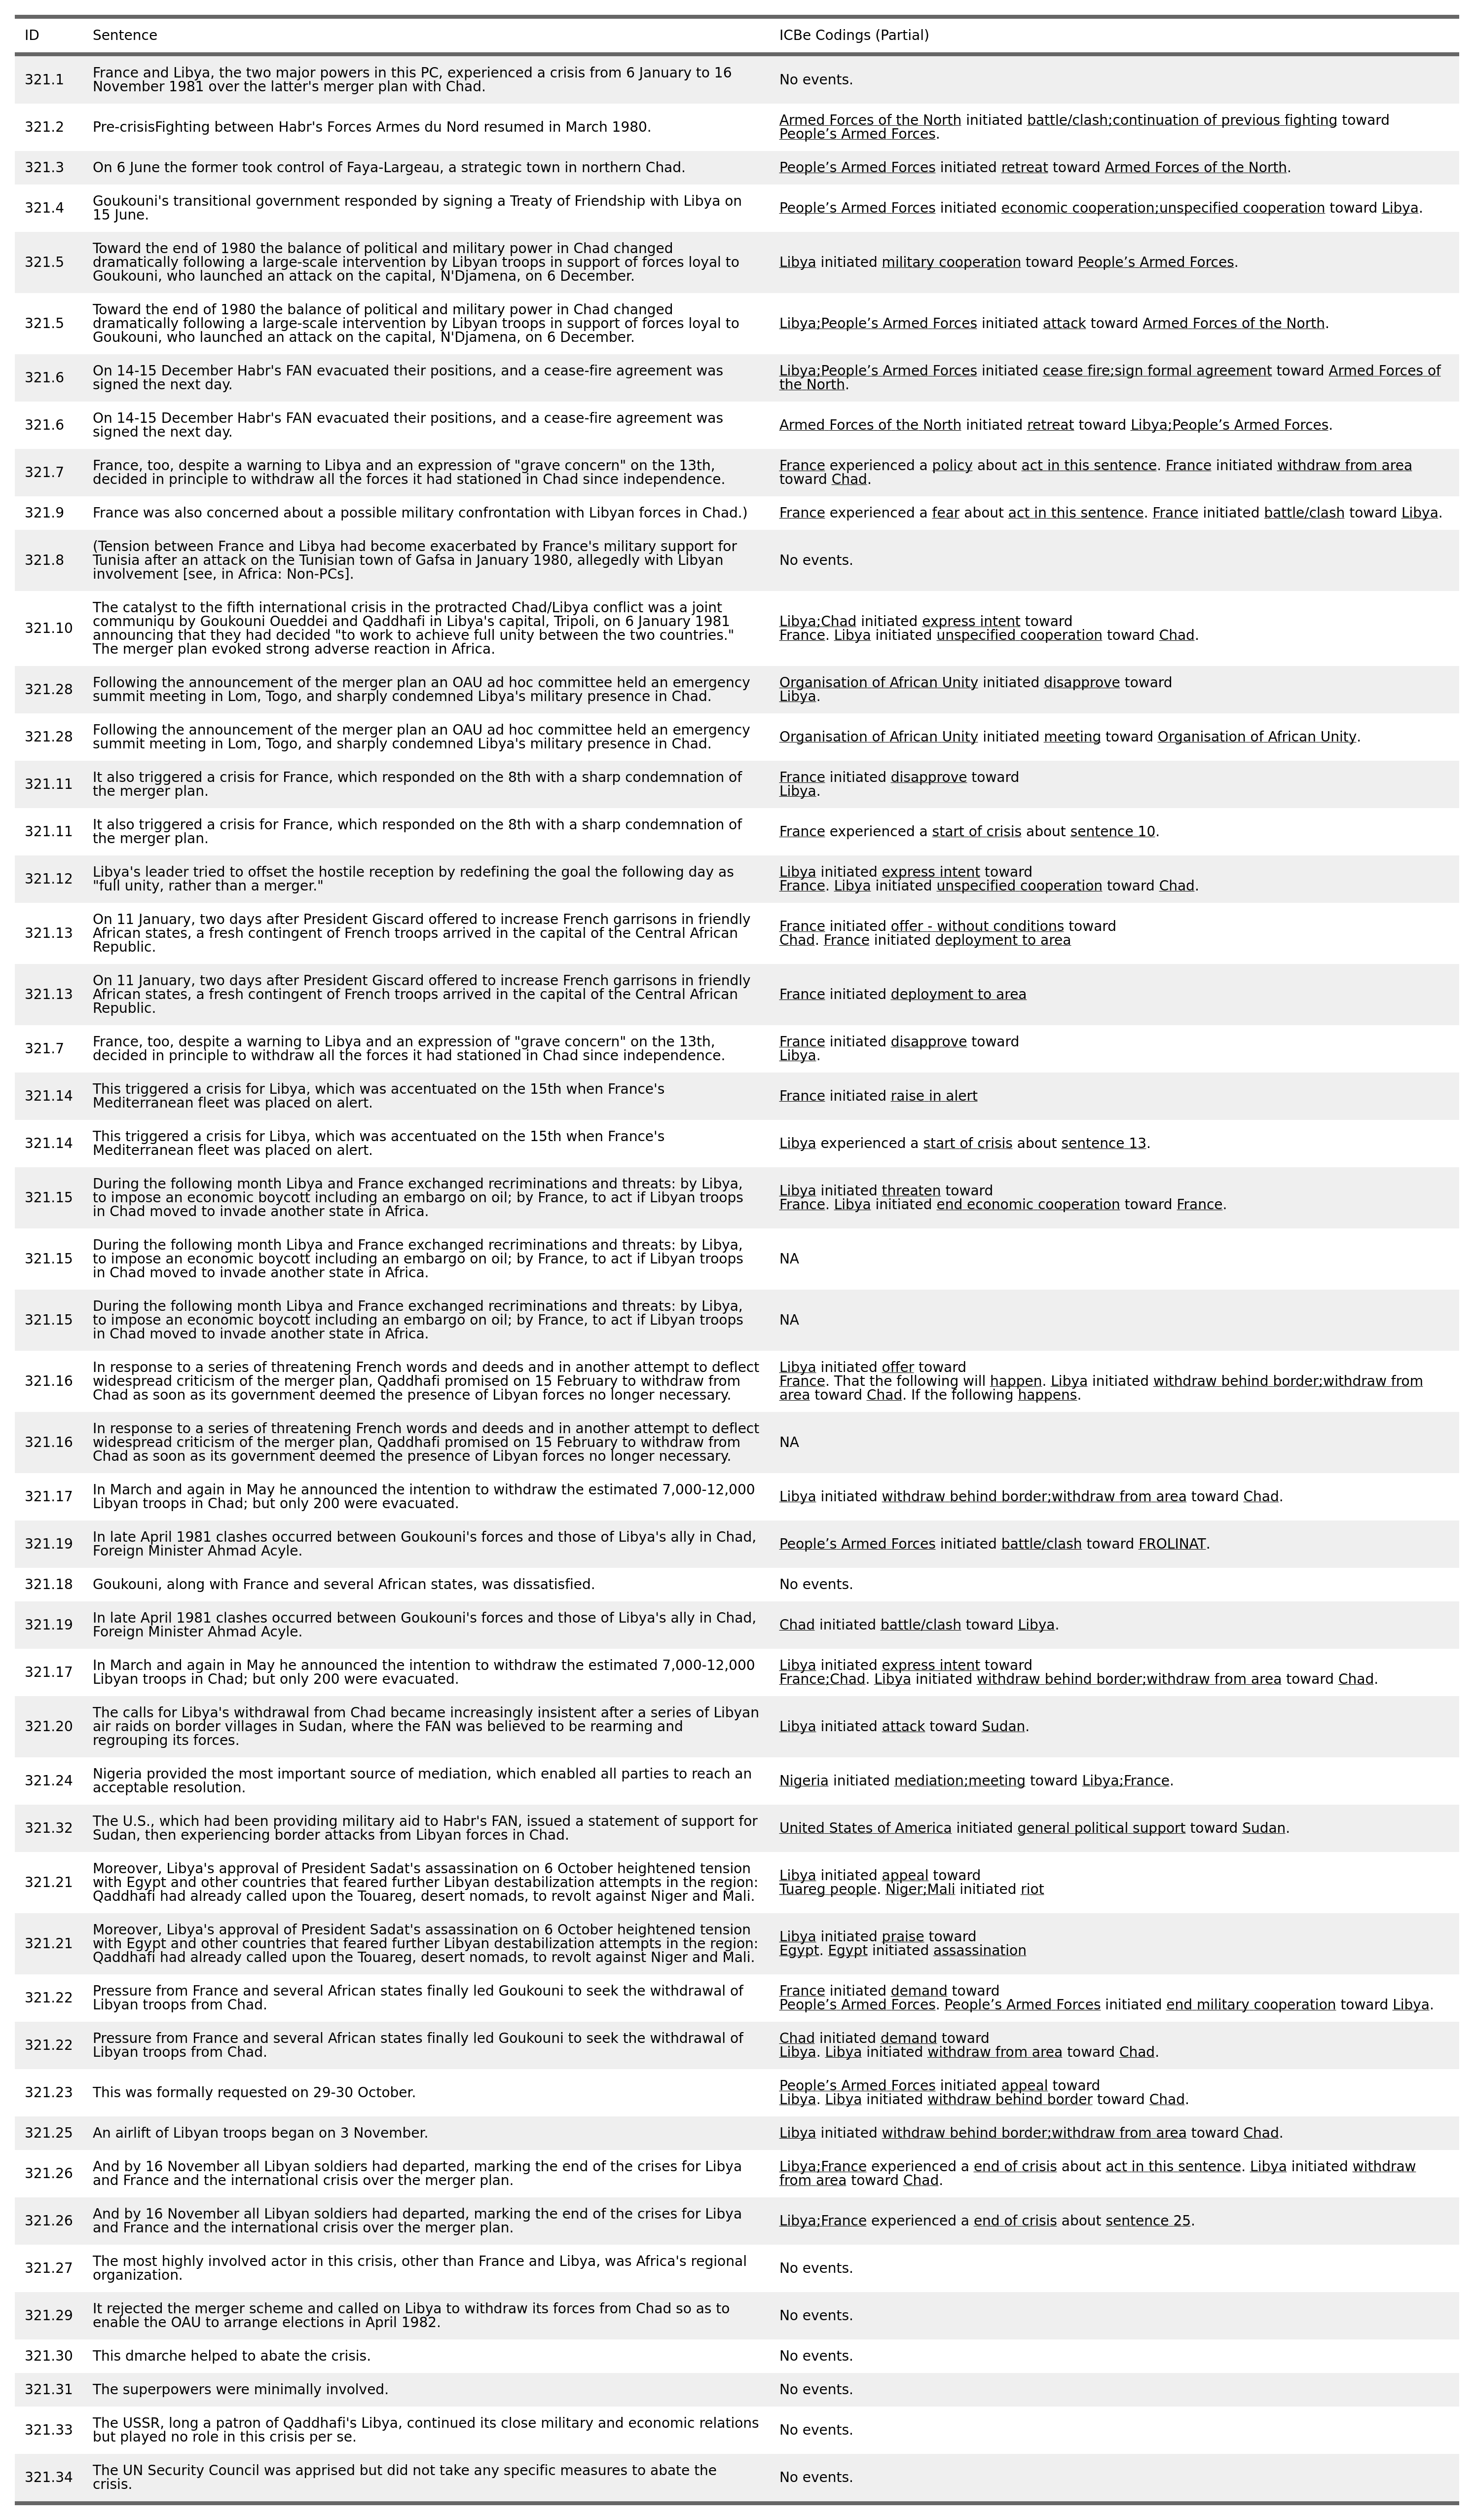 ID Sentence ICBe Codings (Partial)
321.1 France and Libya, the two major powers in this PC, experienced a crisis from 6 January to 16
November 1981 over the latter's merger plan with Chad. No events.
321.2 Pre-crisisFighting between Habr's Forces Armes du Nord resumed in March 1980. Armed Forces of the North initiated battle/clash;continuation of previous fighting toward
People’s Armed Forces.
321.3 On 6 June the former took control of Faya-Largeau, a strategic town in northern Chad. People’s Armed Forces initiated retreat toward Armed Forces of the North.
321.4 Goukouni's transitional government responded by signing a Treaty of Friendship with Libya on
15 June. People’s Armed Forces initiated economic cooperation;unspecified cooperation toward Libya.
321.5 Toward the end of 1980 the balance of political and military power in Chad changed
dramatically following a large-scale intervention by Libyan troops in support of forces loyal to
Goukouni, who launched an attack on the capital, N'Djamena, on 6 December. Libya initiated military cooperation toward People’s Armed Forces.
321.5 Toward the end of 1980 the balance of political and military power in Chad changed
dramatically following a large-scale intervention by Libyan troops in support of forces loyal to
Goukouni, who launched an attack on the capital, N'Djamena, on 6 December. Libya;People’s Armed Forces initiated attack toward Armed Forces of the North.
321.6 On 14-15 December Habr's FAN evacuated their positions, and a cease-fire agreement was
signed the next day. Libya;People’s Armed Forces initiated cease fire;sign formal agreement toward Armed Forces of
the North.
321.6 On 14-15 December Habr's FAN evacuated their positions, and a cease-fire agreement was
signed the next day. Armed Forces of the North initiated retreat toward Libya;People’s Armed Forces.
321.7 France, too, despite a warning to Libya and an expression of "grave concern" on the 13th,
decided in principle to withdraw all the forces it had stationed in Chad since independence. France experienced a policy about act in this sentence. France initiated withdraw from area
toward Chad.
321.9 France was also concerned about a possible military confrontation with Libyan forces in Chad.) France experienced a fear about act in this sentence. France initiated battle/clash toward Libya.
321.8 (Tension between France and Libya had become exacerbated by France's military support for
Tunisia after an attack on the Tunisian town of Gafsa in January 1980, allegedly with Libyan
involvement [see, in Africa: Non-PCs]. No events.
321.10 The catalyst to the fifth international crisis in the protracted Chad/Libya conflict was a joint
communiqu by Goukouni Oueddei and Qaddhafi in Libya's capital, Tripoli, on 6 January 1981
announcing that they had decided "to work to achieve full unity between the two countries."
The merger plan evoked strong adverse reaction in Africa. Libya;Chad initiated express intent toward
France. Libya initiated unspecified cooperation toward Chad.
321.28 Following the announcement of the merger plan an OAU ad hoc committee held an emergency
summit meeting in Lom, Togo, and sharply condemned Libya's military presence in Chad. Organisation of African Unity initiated disapprove toward
Libya.
321.28 Following the announcement of the merger plan an OAU ad hoc committee held an emergency
summit meeting in Lom, Togo, and sharply condemned Libya's military presence in Chad. Organisation of African Unity initiated meeting toward Organisation of African Unity.
321.11 It also triggered a crisis for France, which responded on the 8th with a sharp condemnation of
the merger plan. France initiated disapprove toward
Libya.
321.11 It also triggered a crisis for France, which responded on the 8th with a sharp condemnation of
the merger plan. France experienced a start of crisis about sentence 10.
321.12 Libya's leader tried to offset the hostile reception by redefining the goal the following day as
"full unity, rather than a merger." Libya initiated express intent toward
France. Libya initiated unspecified cooperation toward Chad.
321.13 On 11 January, two days after President Giscard offered to increase French garrisons in friendly
African states, a fresh contingent of French troops arrived in the capital of the Central African
Republic. France initiated offer - without conditions toward
Chad. France initiated deployment to area
321.13 On 11 January, two days after President Giscard offered to increase French garrisons in friendly
African states, a fresh contingent of French troops arrived in the capital of the Central African
Republic. France initiated deployment to area
321.7 France, too, despite a warning to Libya and an expression of "grave concern" on the 13th,
decided in principle to withdraw all the forces it had stationed in Chad since independence. France initiated disapprove toward
Libya.
321.14 This triggered a crisis for Libya, which was accentuated on the 15th when France's
Mediterranean fleet was placed on alert. France initiated raise in alert
321.14 This triggered a crisis for Libya, which was accentuated on the 15th when France's
Mediterranean fleet was placed on alert. Libya experienced a start of crisis about sentence 13.
321.15 During the following month Libya and France exchanged recriminations and threats: by Libya,
to impose an economic boycott including an embargo on oil; by France, to act if Libyan troops
in Chad moved to invade another state in Africa. Libya initiated threaten toward
France. Libya initiated end economic cooperation toward France.
321.15 During the following month Libya and France exchanged recriminations and threats: by Libya,
to impose an economic boycott including an embargo on oil; by France, to act if Libyan troops
in Chad moved to invade another state in Africa. NA
321.15 During the following month Libya and France exchanged recriminations and threats: by Libya,
to impose an economic boycott including an embargo on oil; by France, to act if Libyan troops
in Chad moved to invade another state in Africa. NA
321.16 In response to a series of threatening French words and deeds and in another attempt to deflect
widespread criticism of the merger plan, Qaddhafi promised on 15 February to withdraw from
Chad as soon as its government deemed the presence of Libyan forces no longer necessary. Libya initiated offer toward
France. That the following will happen. Libya initiated withdraw behind border;withdraw from
area toward Chad. If the following happens.
321.16 In response to a series of threatening French words and deeds and in another attempt to deflect
widespread criticism of the merger plan, Qaddhafi promised on 15 February to withdraw from
Chad as soon as its government deemed the presence of Libyan forces no longer necessary. NA
321.17 In March and again in May he announced the intention to withdraw the estimated 7,000-12,000
Libyan troops in Chad; but only 200 were evacuated. Libya initiated withdraw behind border;withdraw from area toward Chad.
321.19 In late April 1981 clashes occurred between Goukouni's forces and those of Libya's ally in Chad,
Foreign Minister Ahmad Acyle. People’s Armed Forces initiated battle/clash toward FROLINAT.
321.18 Goukouni, along with France and several African states, was dissatisfied. No events.
321.19 In late April 1981 clashes occurred between Goukouni's forces and those of Libya's ally in Chad,
Foreign Minister Ahmad Acyle. Chad initiated battle/clash toward Libya.
321.17 In March and again in May he announced the intention to withdraw the estimated 7,000-12,000
Libyan troops in Chad; but only 200 were evacuated. Libya initiated express intent toward
France;Chad. Libya initiated withdraw behind border;withdraw from area toward Chad.
321.20 The calls for Libya's withdrawal from Chad became increasingly insistent after a series of Libyan
air raids on border villages in Sudan, where the FAN was believed to be rearming and
regrouping its forces. Libya initiated attack toward Sudan.
321.24 Nigeria provided the most important source of mediation, which enabled all parties to reach an
acceptable resolution. Nigeria initiated mediation;meeting toward Libya;France.
321.32 The U.S., which had been providing military aid to Habr's FAN, issued a statement of support for
Sudan, then experiencing border attacks from Libyan forces in Chad. United States of America initiated general political support toward Sudan.
321.21 Moreover, Libya's approval of President Sadat's assassination on 6 October heightened tension
with Egypt and other countries that feared further Libyan destabilization attempts in the region:
Qaddhafi had already called upon the Touareg, desert nomads, to revolt against Niger and Mali. Libya initiated appeal toward
Tuareg people. Niger;Mali initiated riot
321.21 Moreover, Libya's approval of President Sadat's assassination on 6 October heightened tension
with Egypt and other countries that feared further Libyan destabilization attempts in the region:
Qaddhafi had already called upon the Touareg, desert nomads, to revolt against Niger and Mali. Libya initiated praise toward
Egypt. Egypt initiated assassination
321.22 Pressure from France and several African states finally led Goukouni to seek the withdrawal of
Libyan troops from Chad. France initiated demand toward
People’s Armed Forces. People’s Armed Forces initiated end military cooperation toward Libya.
321.22 Pressure from France and several African states finally led Goukouni to seek the withdrawal of
Libyan troops from Chad. Chad initiated demand toward
Libya. Libya initiated withdraw from area toward Chad.
321.23 This was formally requested on 29-30 October. People’s Armed Forces initiated appeal toward
Libya. Libya initiated withdraw behind border toward Chad.
321.25 An airlift of Libyan troops began on 3 November. Libya initiated withdraw behind border;withdraw from area toward Chad.
321.26 And by 16 November all Libyan soldiers had departed, marking the end of the crises for Libya
and France and the international crisis over the merger plan. Libya;France experienced a end of crisis about act in this sentence. Libya initiated withdraw
from area toward Chad.
321.26 And by 16 November all Libyan soldiers had departed, marking the end of the crises for Libya
and France and the international crisis over the merger plan. Libya;France experienced a end of crisis about sentence 25.
321.27 The most highly involved actor in this crisis, other than France and Libya, was Africa's regional
organization. No events.
321.29 It rejected the merger scheme and called on Libya to withdraw its forces from Chad so as to
enable the OAU to arrange elections in April 1982. No events.
321.30 This dmarche helped to abate the crisis. No events.
321.31 The superpowers were minimally involved. No events.
321.33 The USSR, long a patron of Qaddhafi's Libya, continued its close military and economic relations
but played no role in this crisis per se. No events.
321.34 The UN Security Council was apprised but did not take any specific measures to abate the
crisis. No events.